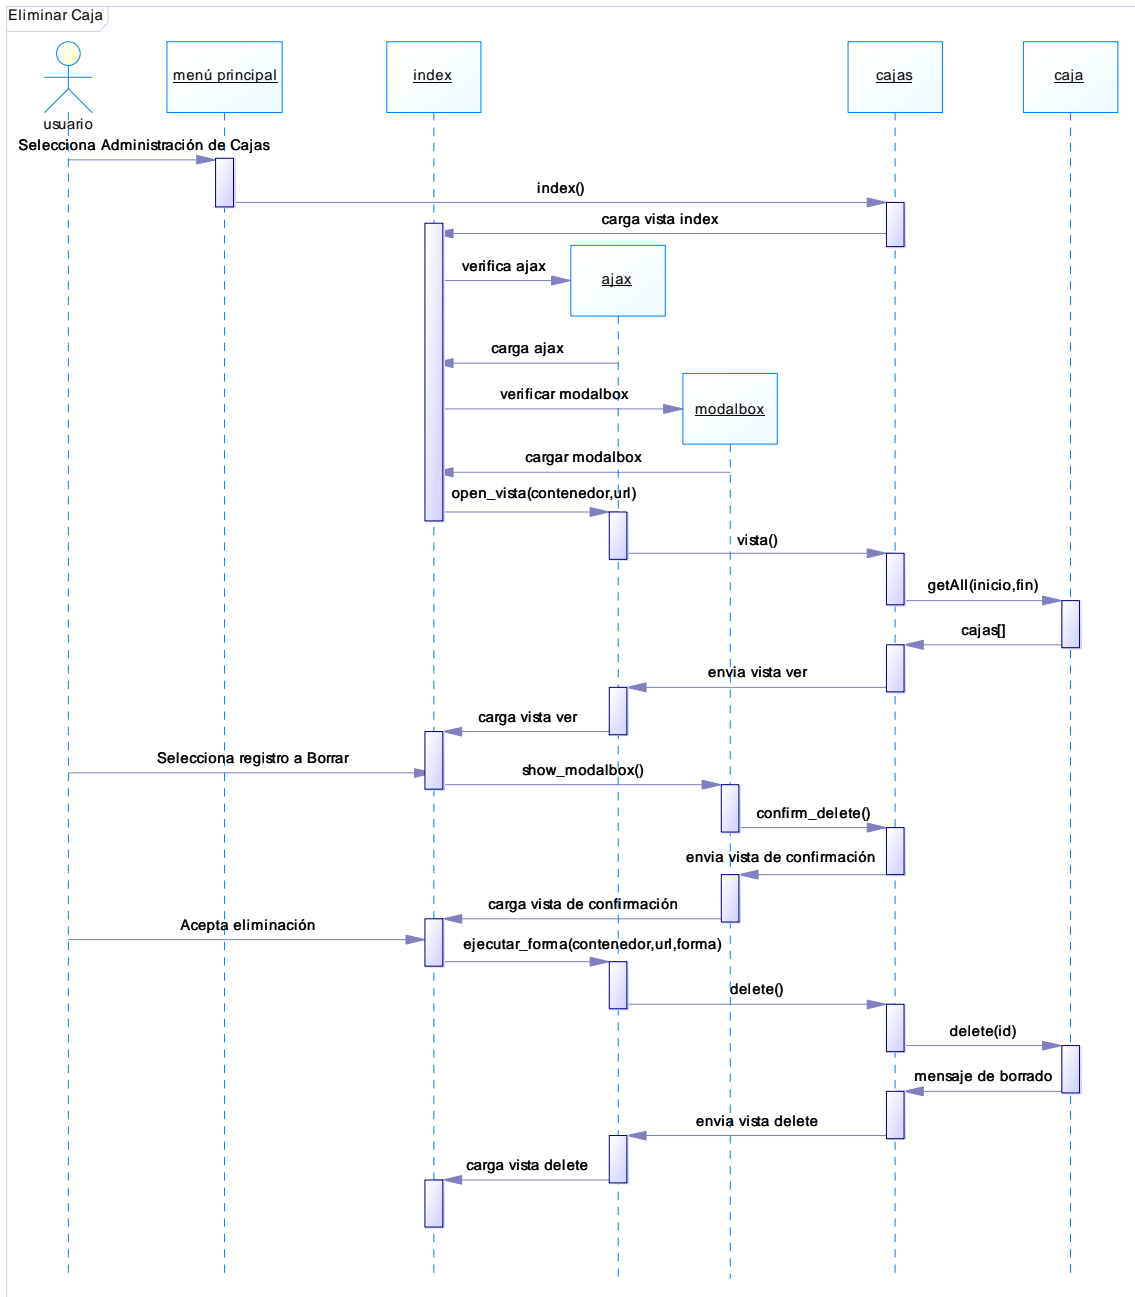 Eliminar Caja
menú principal
index
cajas
caja
usuario
Selecciona Administración de Cajas
index()
carga vista index
verifica ajax
ajax
carga ajax
verificar modalbox
modalbox
cargar modalbox
open_vista(contenedor,url)
vista()
getAll(inicio,fin)
cajas[]
envia vista ver
carga vista ver
Selecciona registro a Borrar
show_modalbox()
confirm_delete()
envia vista de confirmación
carga vista de confirmación
Acepta eliminación
ejecutar_forma(contenedor,url,forma)
delete()
delete(id)
mensaje de borrado
envia vista delete
carga vista delete